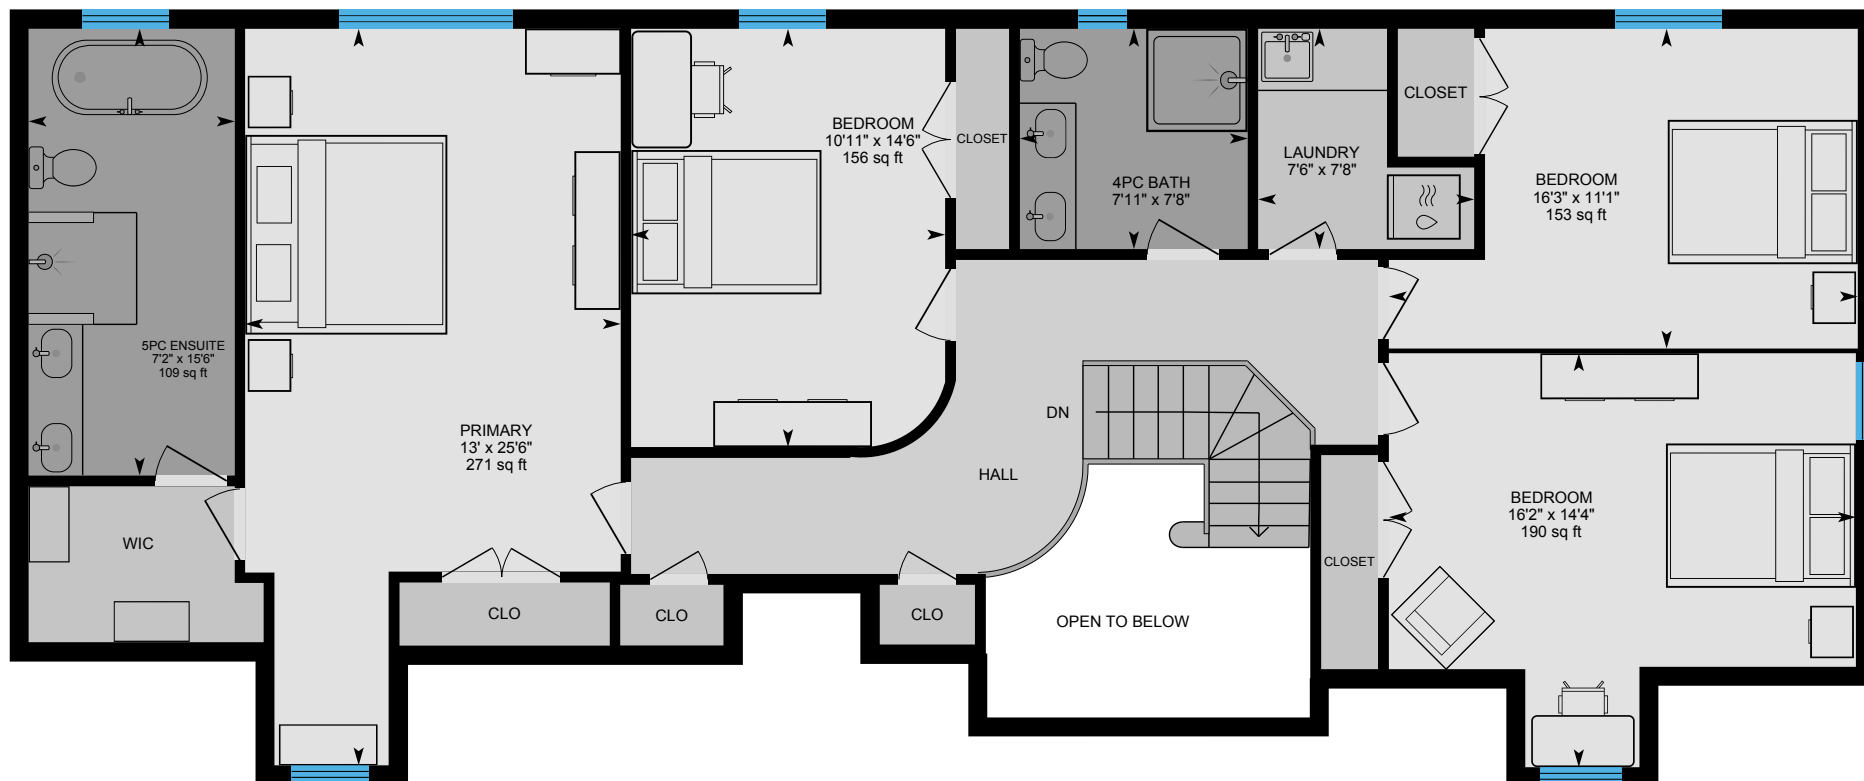 BEDROOM
10'11" x 14'6"
156 sq ft
CLOSET
4PC BATH
7'11" x 7'8"
LAUNDRY
7'6" x 7'8"
CLOSET
BEDROOM
16'3" x 11'1"
153 sq ft
5PC ENSUITE
7'2" x 15'6"
109 sq ft
PRIMARY
13' x 25'6"
271 sq ft
DN
HALL
BEDROOM
16'2" x 14'4"
190 sq ft
WIC
CLOSET
CLO
CLO
CLO
OPEN TO BELOW